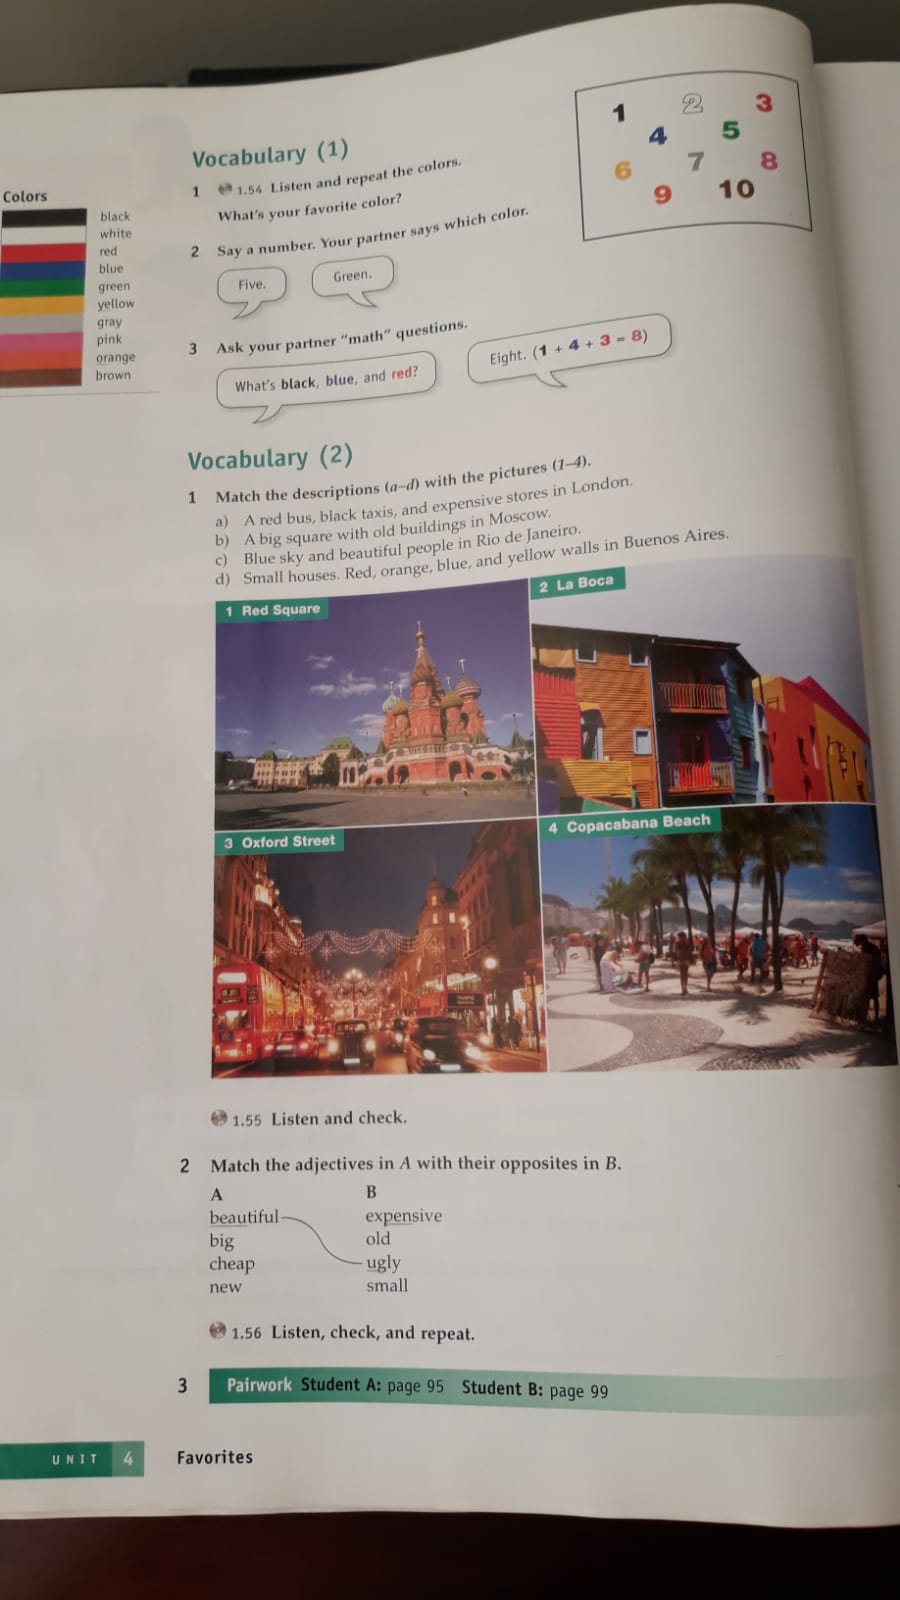 Colors
black
white
red
blue
green
yellow
gray
pink
orange
brown
Vocabulary (1)
1 1.54 Listen and repeat the colors.
What's your favorite color?
2 Say a number. Your partner says which color.
Five.
Green.
3 Ask your partner "math" questions.
What's black, blue, and red?
Eight. (1 + 4 + 3 = 8)
1 2 3
4 5
6 7 8
9 10
Vocabulary (2)
1 Match the descriptions (a–d) with the pictures (1–4).
a) A red bus, black taxis, and expensive stores in London.
b) A big square with old buildings in Moscow.
c) Blue sky and beautiful people in Rio de Janeiro.
d) Small houses. Red, orange, blue, and yellow walls in Buenos Aires.
1 Red Square
2 La Boca
3 Oxford Street
4 Copacabana Beach
1.55 Listen and check.
2 Match the adjectives in A with their opposites in B.
A B
beautiful expensive
big old
cheap ugly
new small
1.56 Listen, check, and repeat.
3 Pairwork Student A: page 95 Student B: page 99
UNIT 4 Favorites